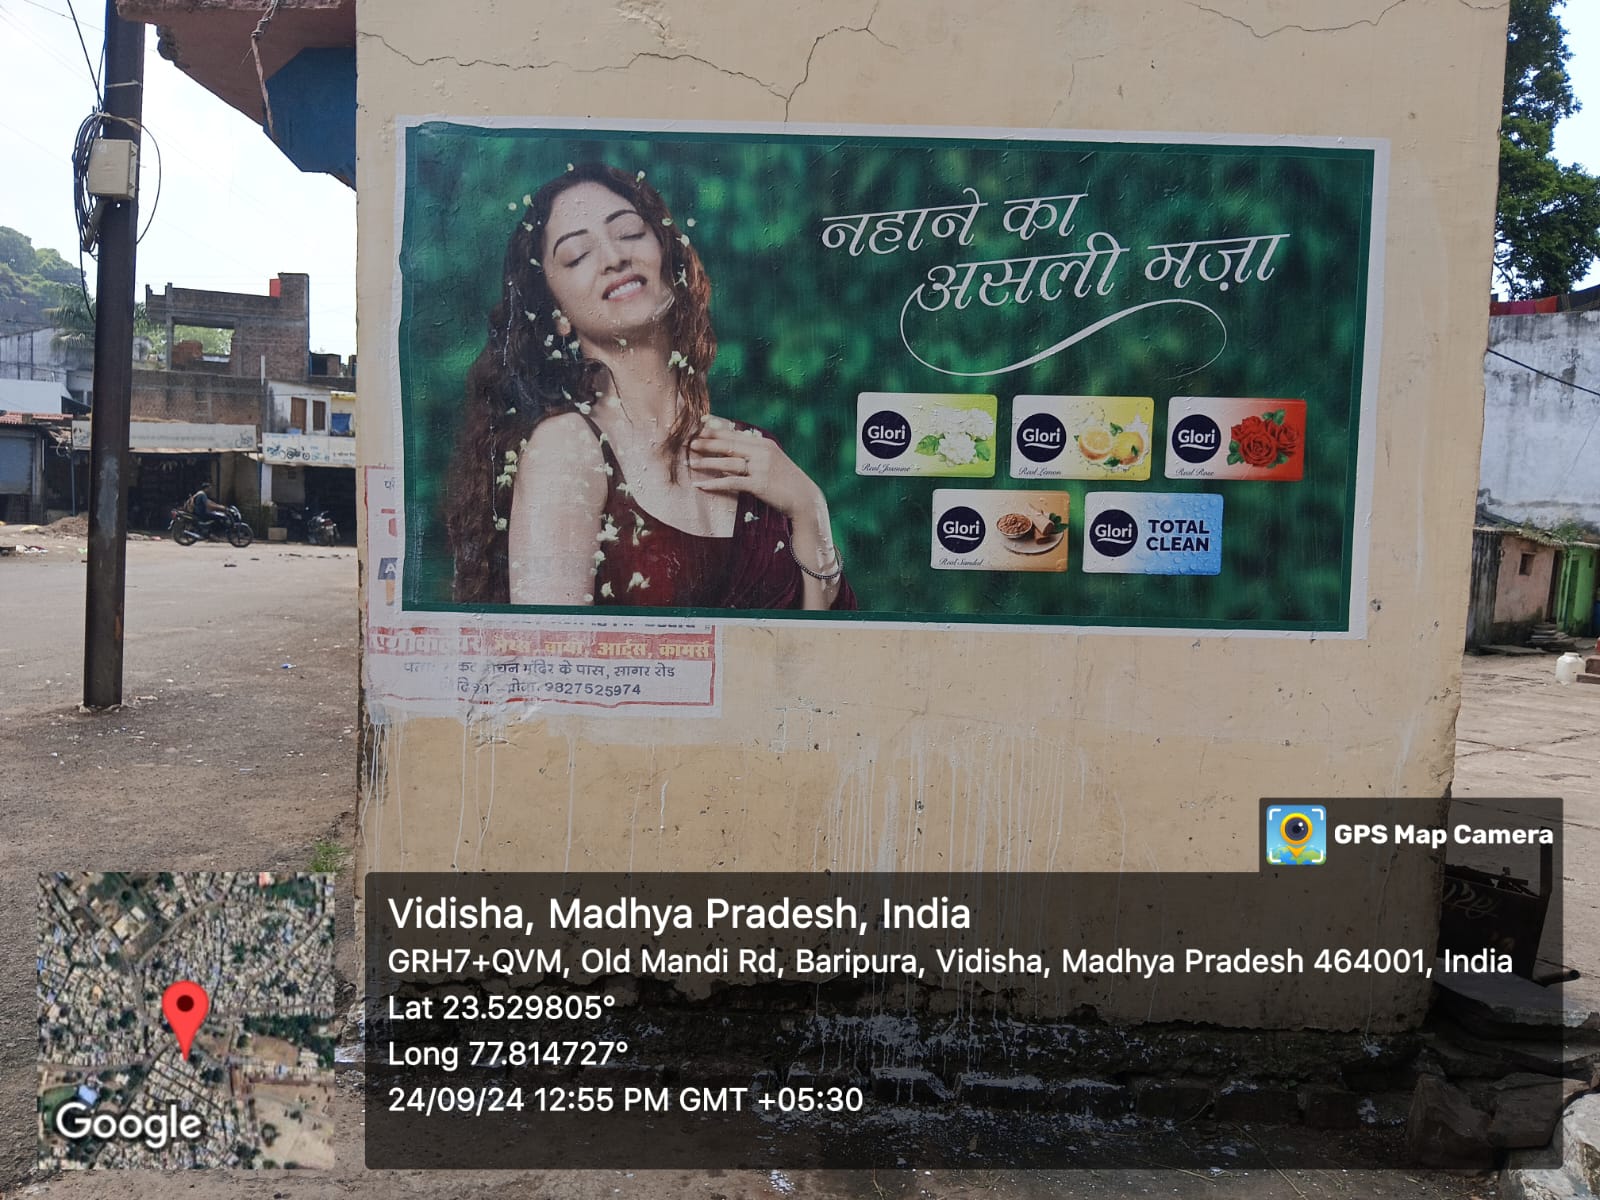 नहाने का
असली मज़ा
Glori
Real Jasmine
Glori
Real Lemon
Glori
Real Rose
Glori
Real Sandal
Glori
TOTAL
CLEAN
मैथ्स, बायो, आर्ट्स, कॉमर्स
मंदिर के पास, सागर रोड
9827525974
GPS Map Camera
Vidisha, Madhya Pradesh, India
GRH7+QVM, Old Mandi Rd, Baripura, Vidisha, Madhya Pradesh 464001, India
Lat 23.529805°
Long 77.814727°
24/09/24 12:55 PM GMT +05:30
Google